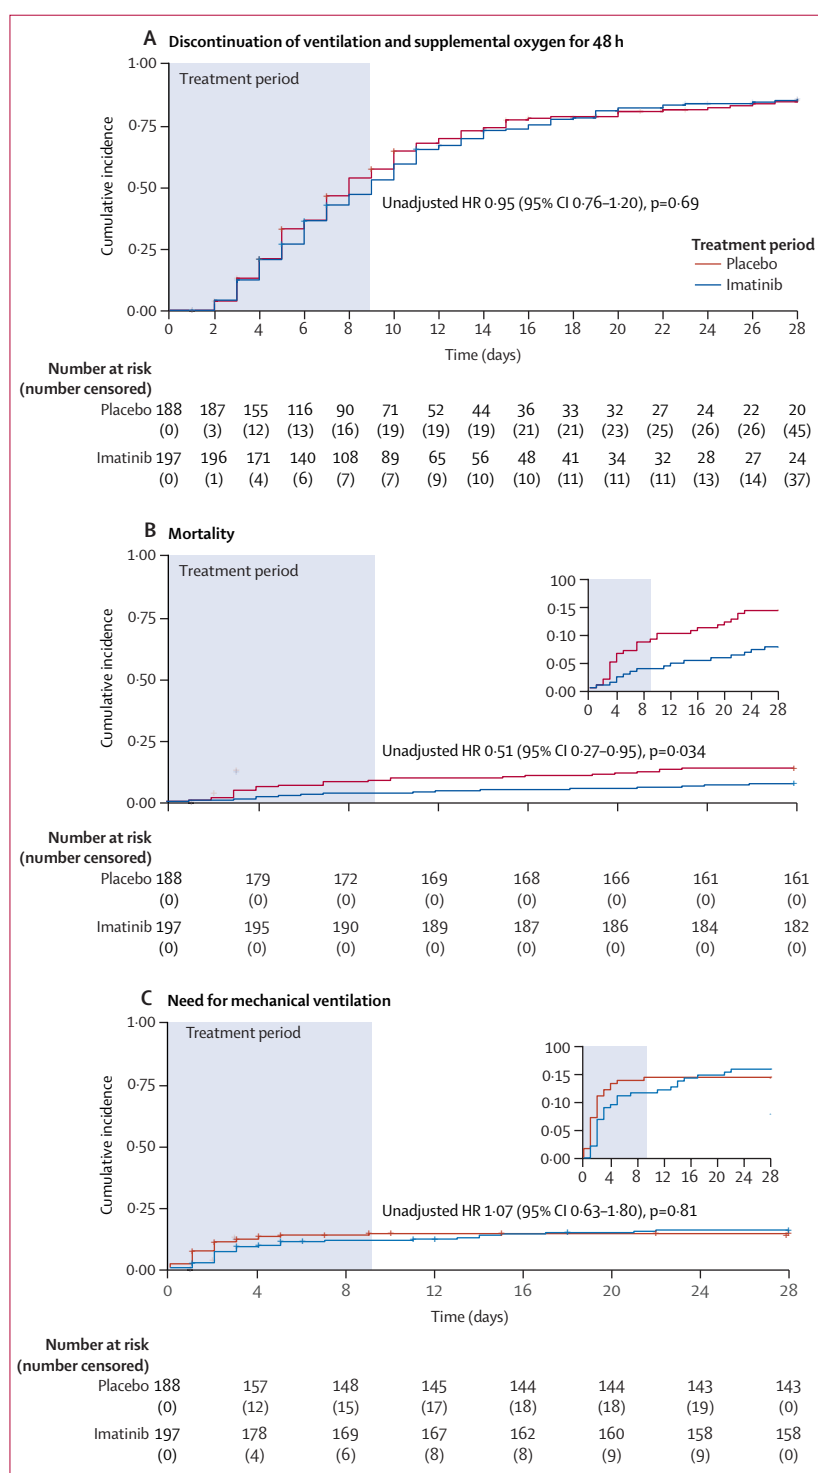 A Discontinuation of ventilation and supplemental oxygen for 48 h
1·00
Treatment period
0·75
0·50
0·25
0·00
Cumulative incidence
Unadjusted HR 0·95 (95% CI 0·76–1·20), p=0·69
Treatment period
Placebo
Imatinib
0 2 4 6 8 10 12 14 16 18 20 22 24 26 28
Time (days)
Number at risk
(number censored)
Placebo 188 187 155 116 90 71 52 44 36 33 32 27 24 22 20
(0) (3) (12) (13) (16) (19) (19) (19) (21) (21) (23) (25) (26) (26) (45)
Imatinib 197 196 171 140 108 89 65 56 48 41 34 32 28 27 24
(0) (1) (4) (6) (7) (7) (9) (10) (10) (11) (11) (11) (13) (14) (37)
B Mortality
1·00
Treatment period
0·75
0·50
0·25
0·00
Cumulative incidence
100
0·15
0·10
0·05
0·00
0 4 8 12 16 20 24 28
Unadjusted HR 0·51 (95% CI 0·27–0·95), p=0·034
Number at risk
(number censored)
Placebo 188 179 172 169 168 166 161 161
(0) (0) (0) (0) (0) (0) (0) (0)
Imatinib 197 195 190 189 187 186 184 182
(0) (0) (0) (0) (0) (0) (0) (0)
C Need for mechanical ventilation
1·00
Treatment period
0·75
0·50
0·25
0·00
Cumulative incidence
100
0·15
0·10
0·05
0·00
0 4 8 12 16 20 24 28
Unadjusted HR 1·07 (95% CI 0·63–1·80), p=0·81
0 4 8 12 16 20 24 28
Time (days)
Number at risk
(number censored)
Placebo 188 157 148 145 144 144 143 143
(0) (12) (15) (17) (18) (18) (19) (0)
Imatinib 197 178 169 167 162 160 158 158
(0) (4) (6) (8) (8) (9) (9) (0)